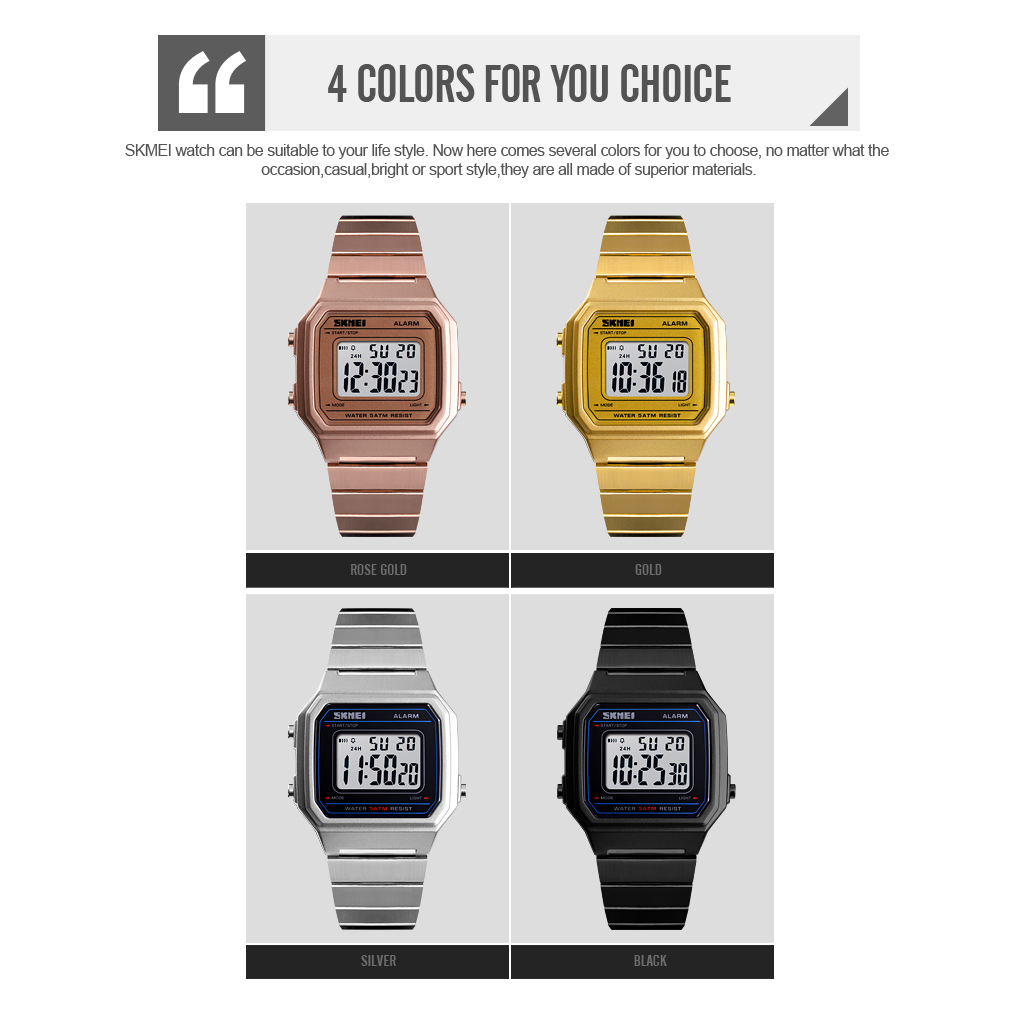 4 COLORS FOR YOU CHOICE
SKMEI watch can be suitable to your life style. Now here comes several colors for you to choose, no matter what the
occasion,casual,bright or sport style,they are all made of superior materials.
SKMEI ALARM
START/STOP
SU 20
24H
12:30 23
MODE LIGHT
WATER 5ATM RESIST
SKMEI ALARM
START/STOP
SU 20
24H
10:36 18
MODE LIGHT
WATER 5ATM RESIST
ROSE GOLD
GOLD
SKMEI ALARM
START/STOP
SU 20
24H
11:50 20
MODE LIGHT
WATER 5ATM RESIST
SKMEI ALARM
START/STOP
SU 20
24H
10:25 30
MODE LIGHT
WATER 5ATM RESIST
SILVER
BLACK